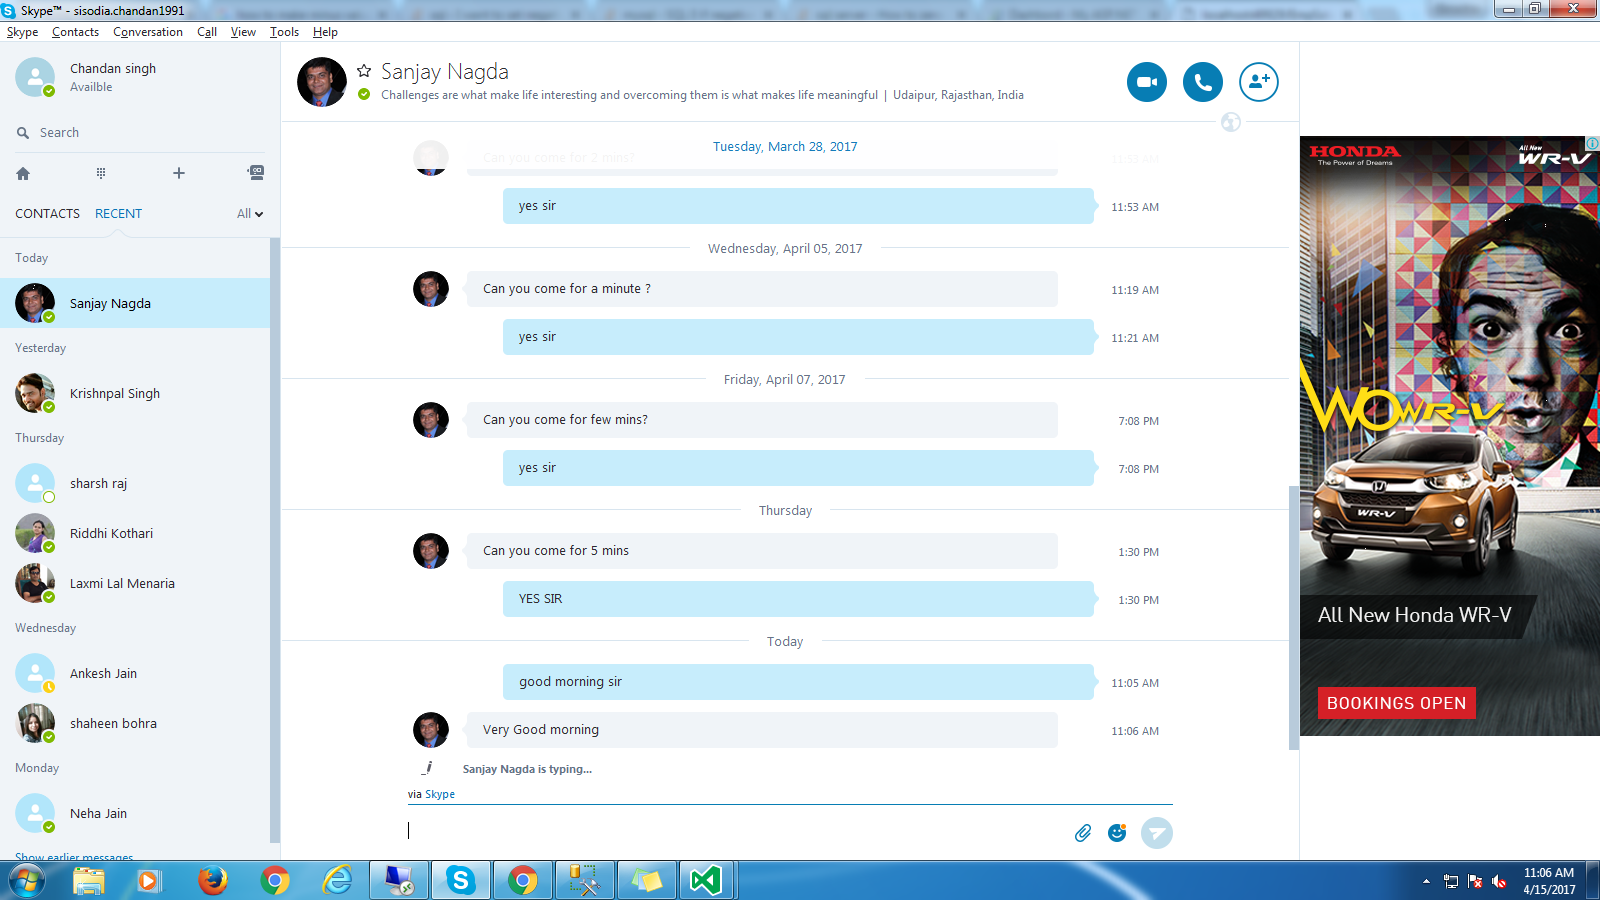 Skype™ - sisodia.chandan1991
Skype Contacts Conversation Call View Tools Help
Chandan singh
Availble
Search
CONTACTS RECENT All
Today
Sanjay Nagda
Yesterday
Krishnpal Singh
Thursday
sharsh raj
Riddhi Kothari
Laxmi Lal Menaria
Wednesday
Ankesh Jain
shaheen bohra
Monday
Neha Jain
Show earlier messages
Sanjay Nagda
Challenges are what make life interesting and overcoming them is what makes life meaningful | Udaipur, Rajasthan, India
Tuesday, March 28, 2017
Can you come for 2 mins? 11:53 AM
yes sir 11:53 AM
Wednesday, April 05, 2017
Can you come for a minute ? 11:19 AM
yes sir 11:21 AM
Friday, April 07, 2017
Can you come for few mins? 7:08 PM
yes sir 7:08 PM
Thursday
Can you come for 5 mins 1:30 PM
YES SIR 1:30 PM
Today
good morning sir 11:05 AM
Very Good morning 11:06 AM
Sanjay Nagda is typing...
via Skype
HONDA
The Power of Dreams
All New
WR-V
WOWWR-V
WR-V
All New Honda WR-V
BOOKINGS OPEN
11:06 AM
4/15/2017